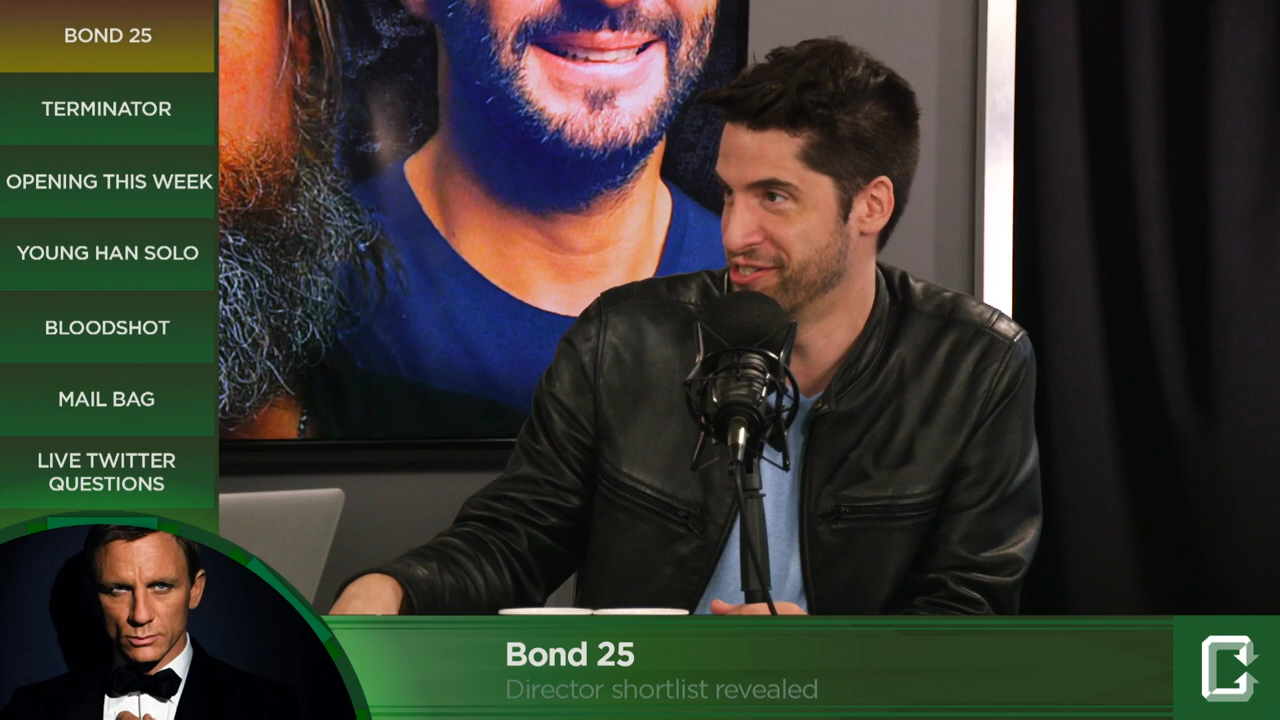 BOND 25
TERMINATOR
OPENING THIS WEEK
YOUNG HAN SOLO
BLOODSHOT
MAIL BAG
LIVE TWITTER
QUESTIONS
Bond 25
Director shortlist revealed